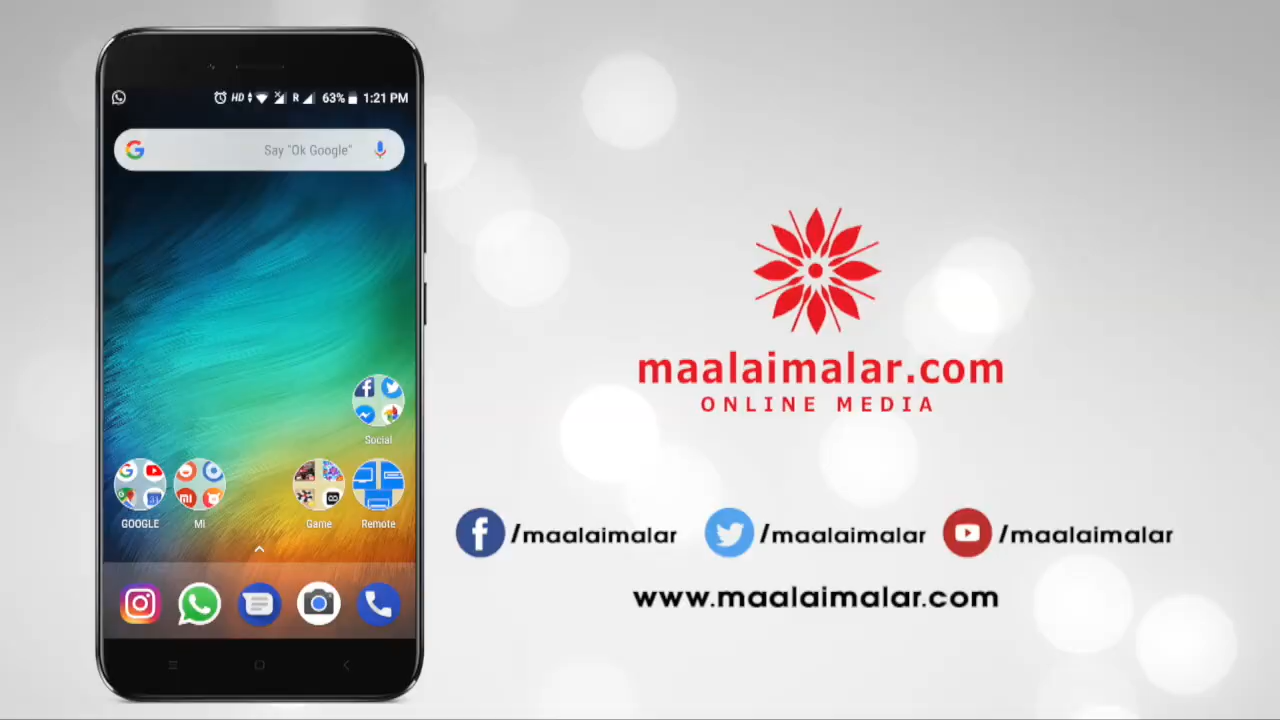 HD R 63% 1:21 PM
Say "Ok Google"
Social
GOOGLE Mi Game Remote
maalaimalar.com
ONLINE MEDIA
/maalaimalar /maalaimalar /maalaimalar
www.maalaimalar.com